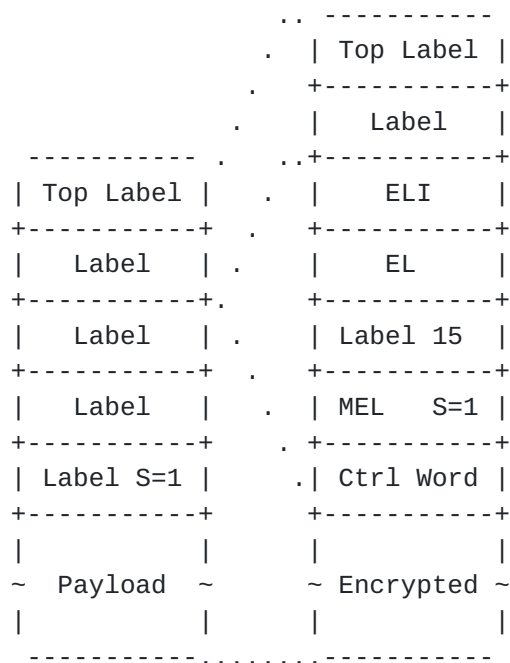 .. -----------
                  .  | Top Label |
                 .   +-----------+
                .    |   Label   |
 ----------- .    ..+-----------+
| Top Label |   .  |    ELI    |
+-----------+  .   +-----------+
|   Label   | .    |    EL     |
+-----------+.     +-----------+
|   Label   | .    | Label 15  |
+-----------+  .   +-----------+
|   Label   |   .  | MEL   S=1 |
+-----------+    . +-----------+
| Label S=1 |     .| Ctrl Word |
+-----------+      +-----------+
|           |      |           |
~  Payload  ~      ~ Encrypted ~
|           |      |           |
 -----------........-----------